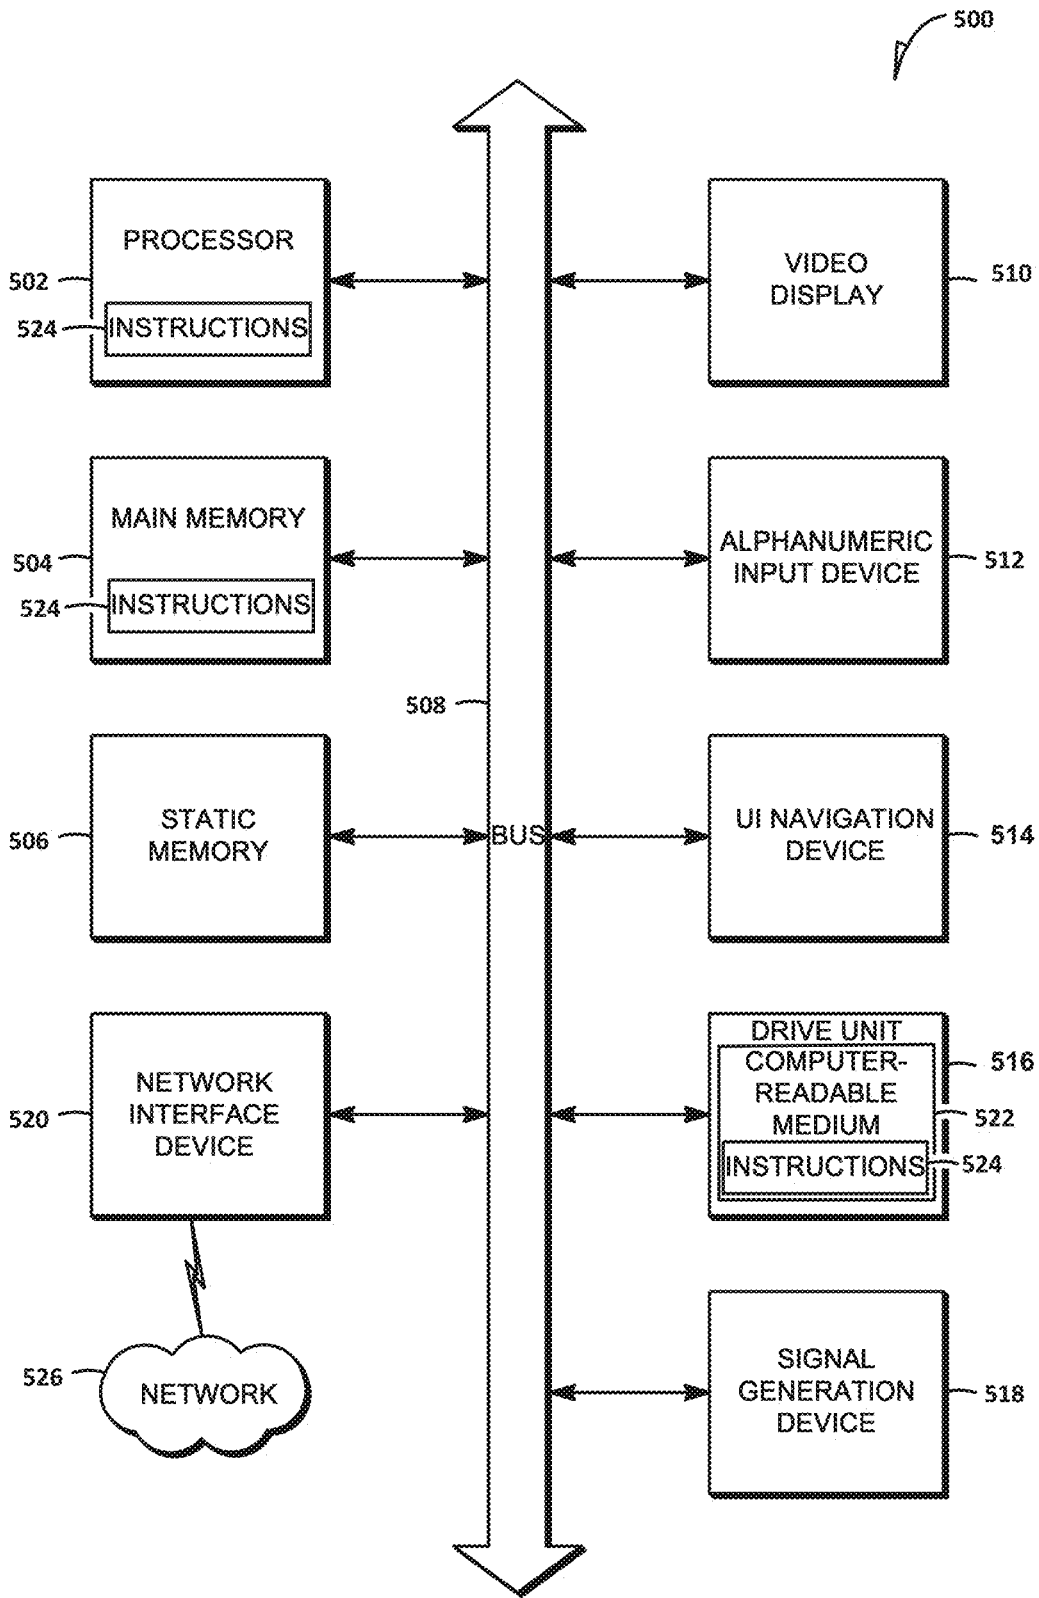 500
PROCESSOR
502
524
INSTRUCTIONS
VIDEO
DISPLAY
510
MAIN MEMORY
504
524
INSTRUCTIONS
ALPHANUMERIC
INPUT DEVICE
512
508
STATIC
MEMORY
506
BUS
UI NAVIGATION
DEVICE
514
NETWORK
INTERFACE
DEVICE
520
DRIVE UNIT
516
COMPUTER-
READABLE
MEDIUM
522
INSTRUCTIONS
524
526
NETWORK
SIGNAL
GENERATION
DEVICE
518